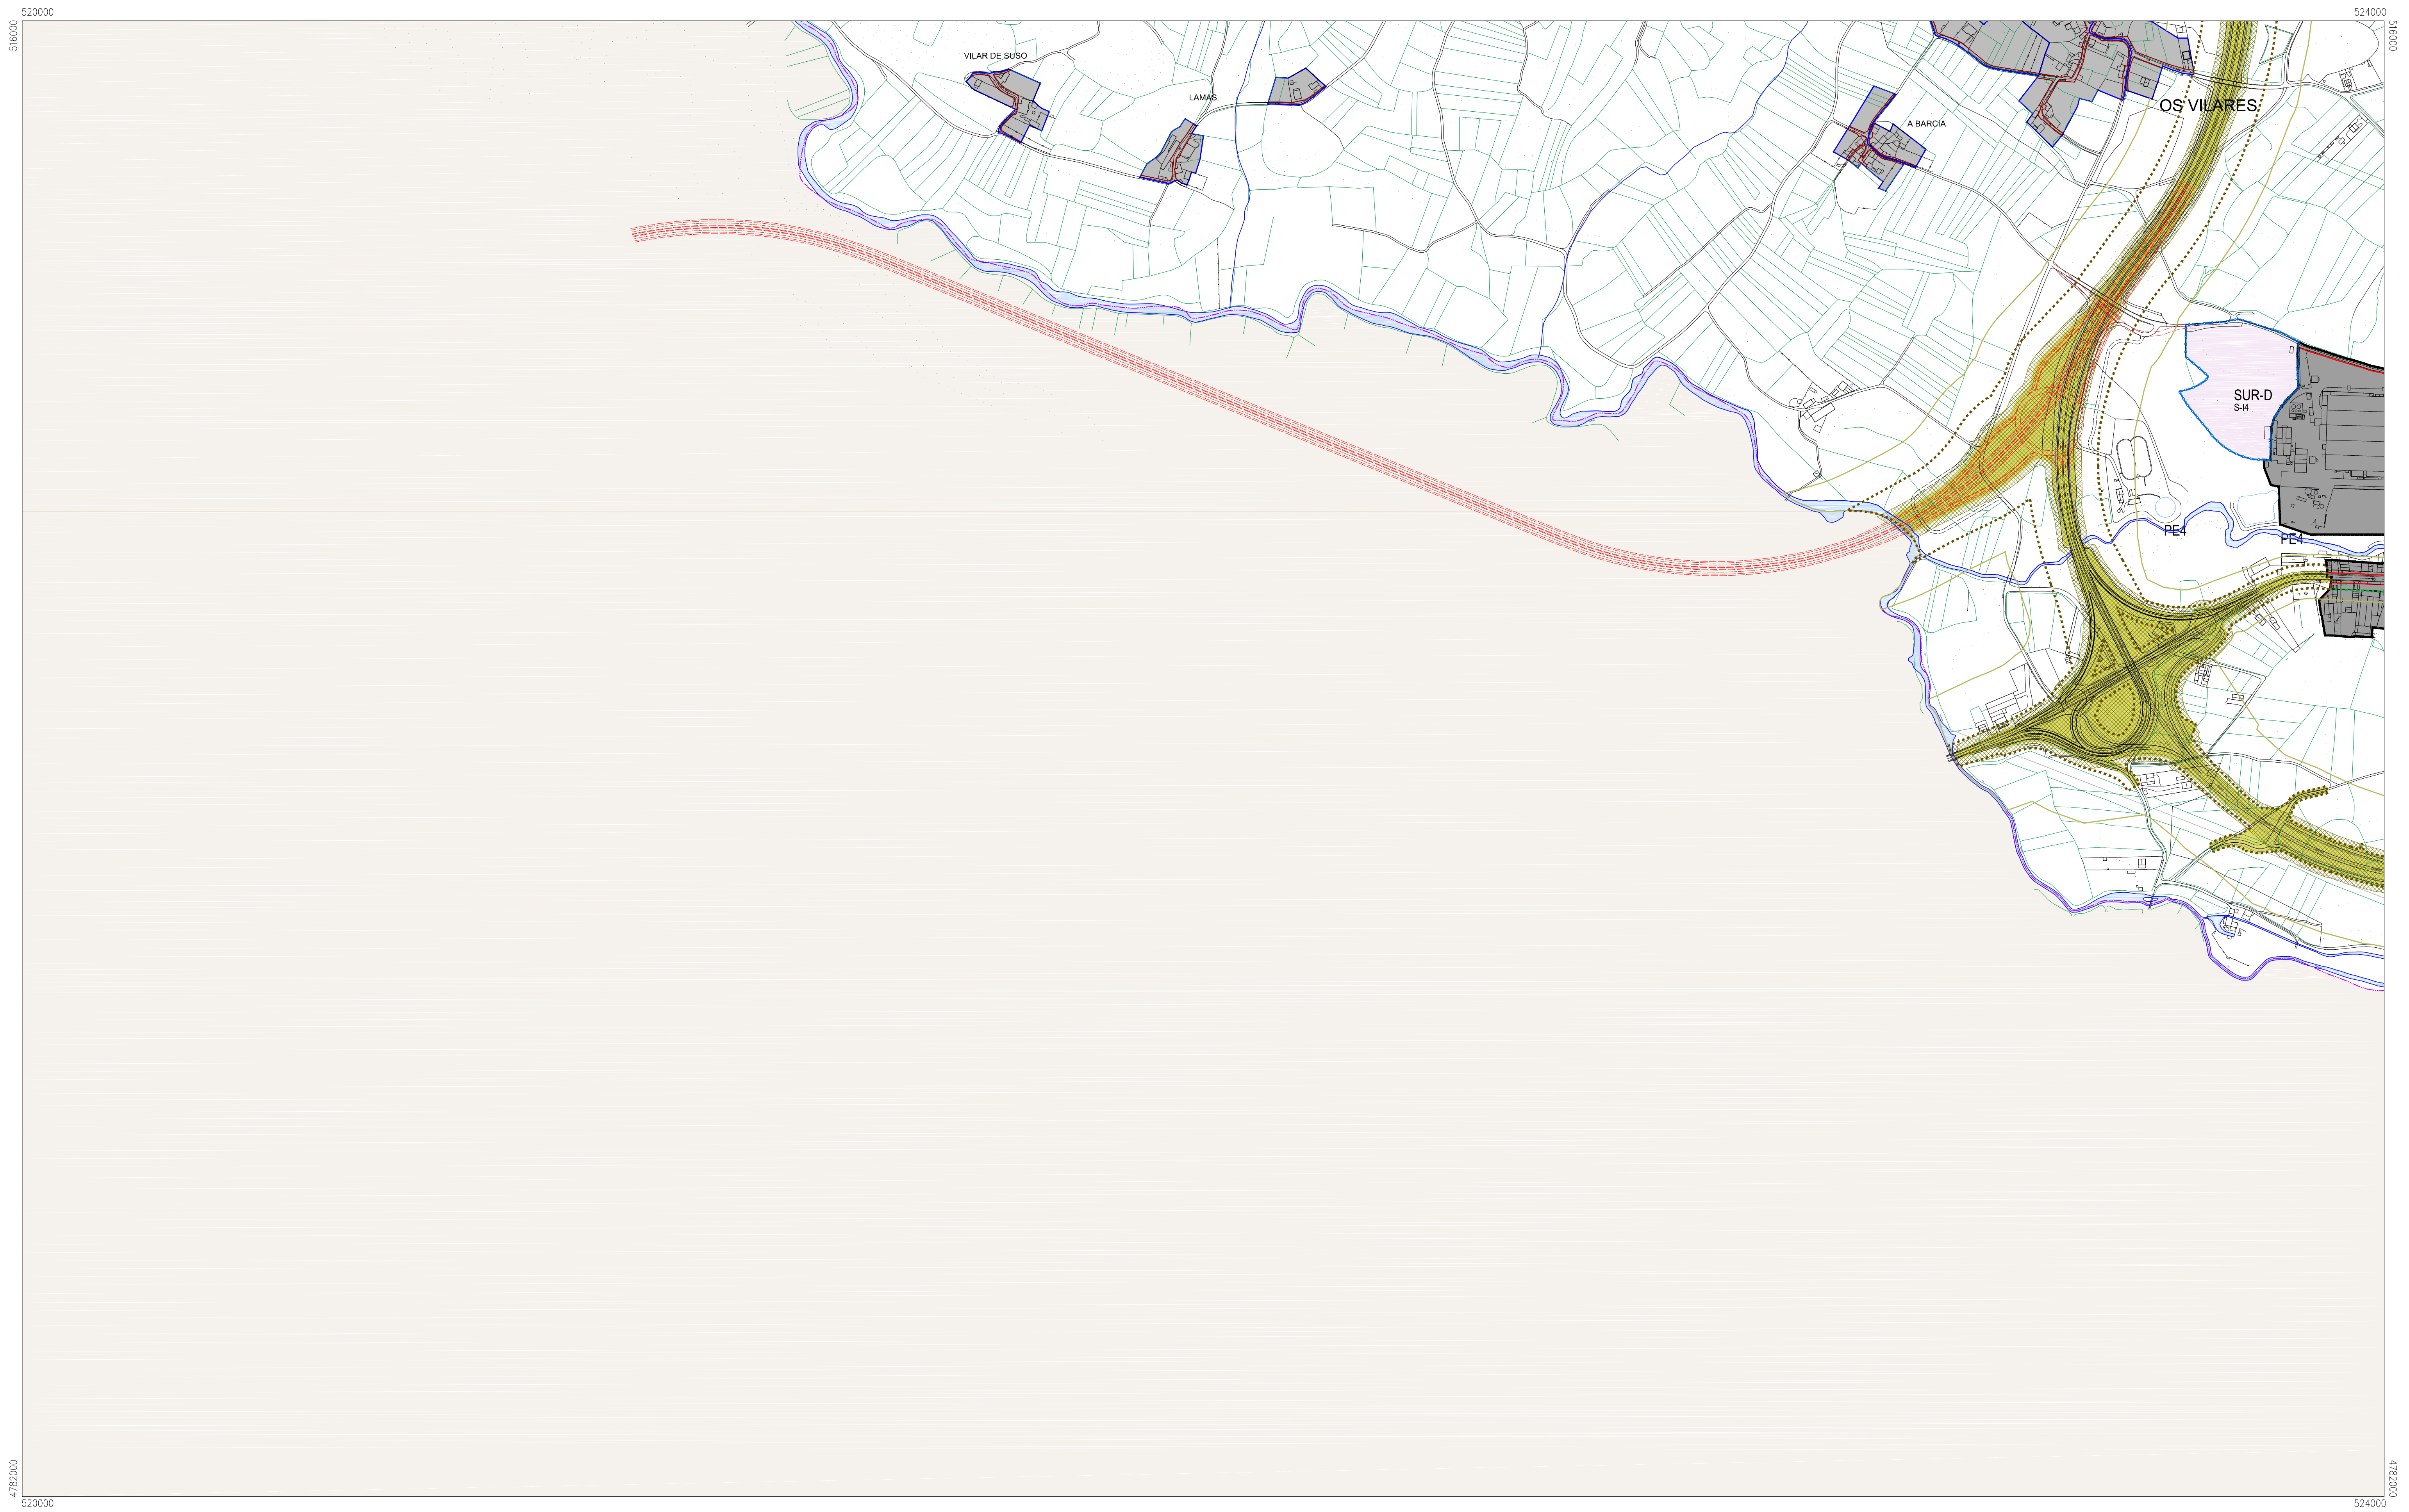 520000
524000
516000
516000
VILAR DE SUSO
LAMAS
OS VILARES
A BARCIA
SUR-D
S-I4
PE4
PE4
4782000
4782000
520000
524000